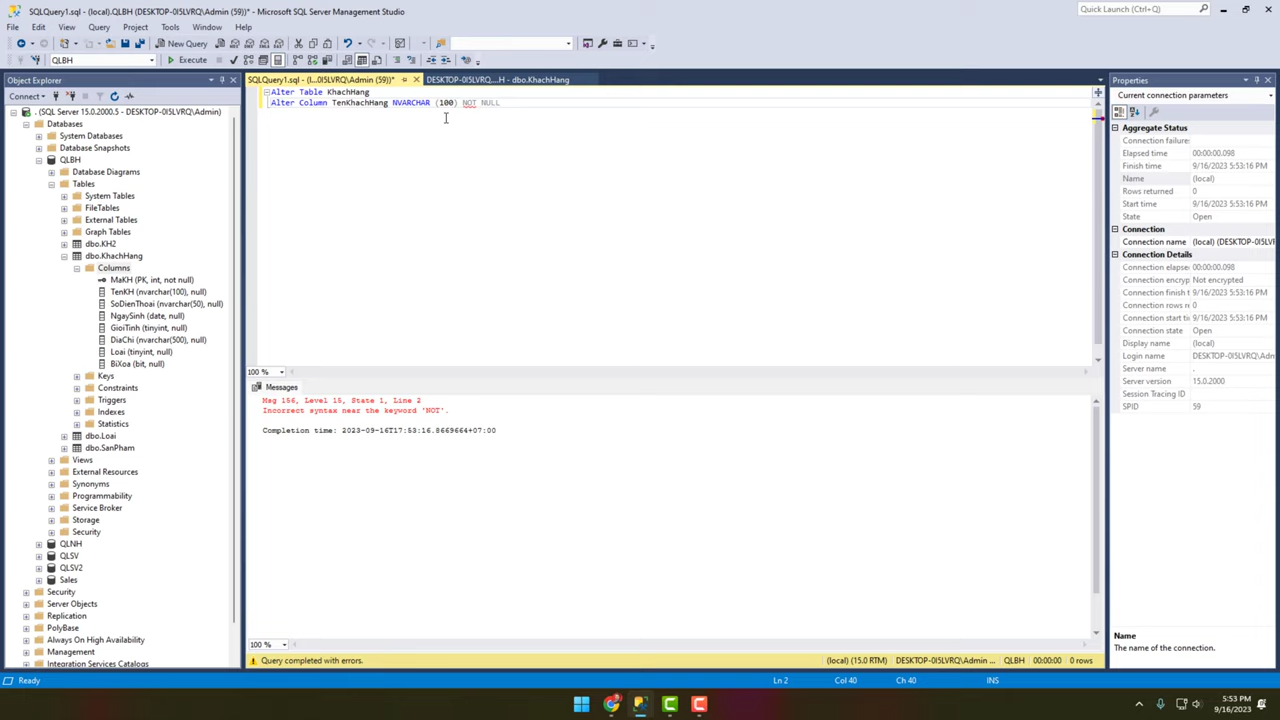 SQLQuery1.sql - (local).QLBH (DESKTOP-0I5LVRQ\Admin (59))* - Microsoft SQL Server Management Studio
Quick Launch (Ctrl+Q)
File Edit View Query Project Tools Window Help
New Query
QLBH
Execute
Object Explorer
SQLQuery1.sql - (l...0I5LVRQ\Admin (59))*
DESKTOP-0I5LVRQ....H - dbo.KhachHang
Properties
Connect
. (SQL Server 15.0.2000.5 - DESKTOP-0I5LVRQ\Admin)
Databases
System Databases
Database Snapshots
QLBH
Database Diagrams
Tables
System Tables
FileTables
External Tables
Graph Tables
dbo.KH2
dbo.KhachHang
Columns
MaKH (PK, int, not null)
TenKH (nvarchar(100), null)
SoDienThoai (nvarchar(50), null)
NgaySinh (date, null)
GioiTinh (tinyint, null)
DiaChi (nvarchar(500), null)
Loai (tinyint, null)
BiXoa (bit, null)
Keys
Constraints
Triggers
Indexes
Statistics
dbo.Loai
dbo.SanPham
Views
External Resources
Synonyms
Programmability
Service Broker
Storage
Security
QLNH
QLSV
QLSV2
Sales
Security
Server Objects
Replication
PolyBase
Always On High Availability
Management
Integration Services Catalogs
Alter Table KhachHang
Alter Column TenKhachHang NVARCHAR (100) NOT NULL
100 %
Messages
Msg 156, Level 15, State 1, Line 2
Incorrect syntax near the keyword 'NOT'.
Completion time: 2023-09-16T17:53:16.8669664+07:00
100 %
Query completed with errors.
(local) (15.0 RTM)
DESKTOP-0I5LVRQ\Admin ...
QLBH
00:00:00
0 rows
Current connection parameters
Aggregate Status
Connection failure:
Elapsed time 00:00:00.098
Finish time 9/16/2023 5:53:16 PM
Name (local)
Rows returned 0
Start time 9/16/2023 5:53:16 PM
State Open
Connection
Connection name (local) (DESKTOP-0I5LVR
Connection Details
Connection elapse 00:00:00.098
Connection encryp Not encrypted
Connection finish t 9/16/2023 5:53:16 PM
Connection rows r 0
Connection start ti 9/16/2023 5:53:16 PM
Connection state Open
Display name (local)
Login name DESKTOP-0I5LVRQ\Adn
Server name .
Server version 15.0.2000
Session Tracing ID
SPID 59
Name
The name of the connection.
Ready
Ln 2
Col 40
Ch 40
INS
5:53 PM
9/16/2023